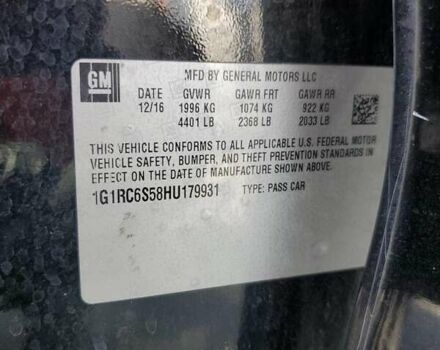 GM
MFD BY GENERAL MOTORS LLC
DATE GVWR GAWR FRT GAWR RR
12/16 1996 KG 1074 KG 922 KG
4401 LB 2368 LB 2033 LB
THIS VEHICLE CONFORMS TO ALL APPLICABLE U.S. FEDERAL MOTOR
VEHICLE SAFETY, BUMPER, AND THEFT PREVENTION STANDARDS IN
EFFECT ON THE DATE OF MANUFACTURE SHOWN ABOVE.
1G1RC6S58HU179931 TYPE: PASS CAR